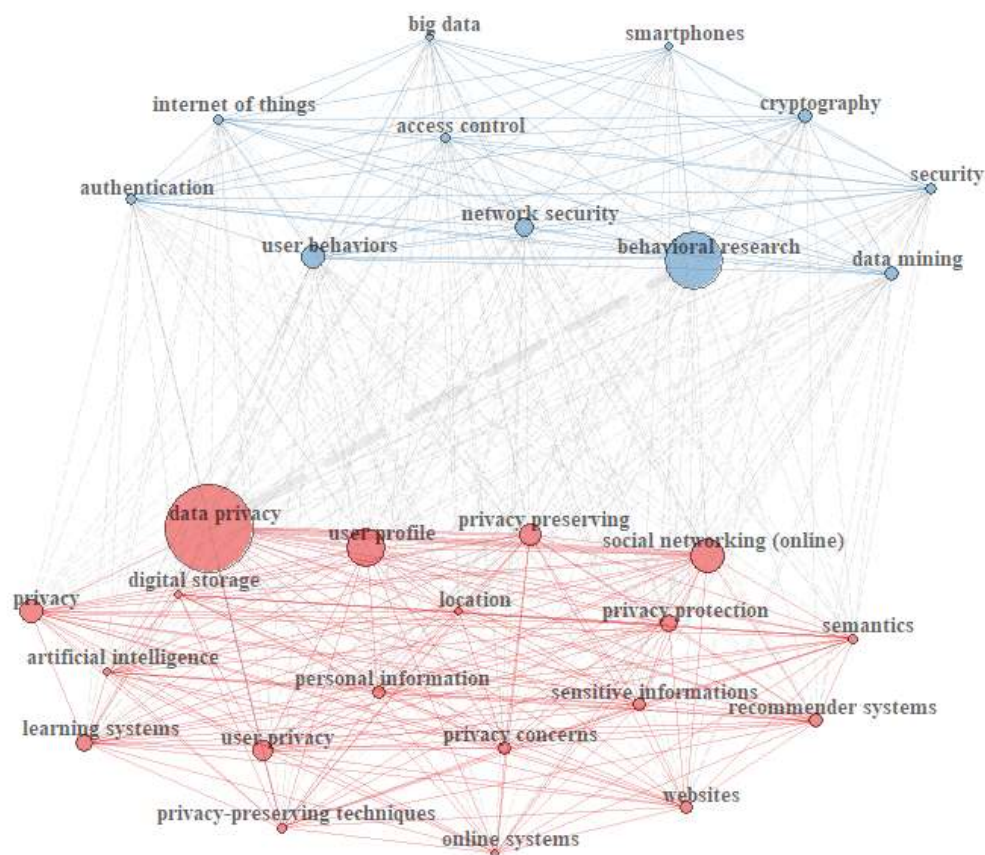 big data
smartphones
internet of things
cryptography
access control
authentication
security
network security
user behaviors
behavioral research
data mining
data privacy
user profile
privacy preserving
social networking (online)
digital storage
location
privacy
privacy protection
semantics
artificial intelligence
personal information
sensitive informations
recommender systems
learning systems
user privacy
privacy concerns
websites
privacy-preserving techniques
online systems